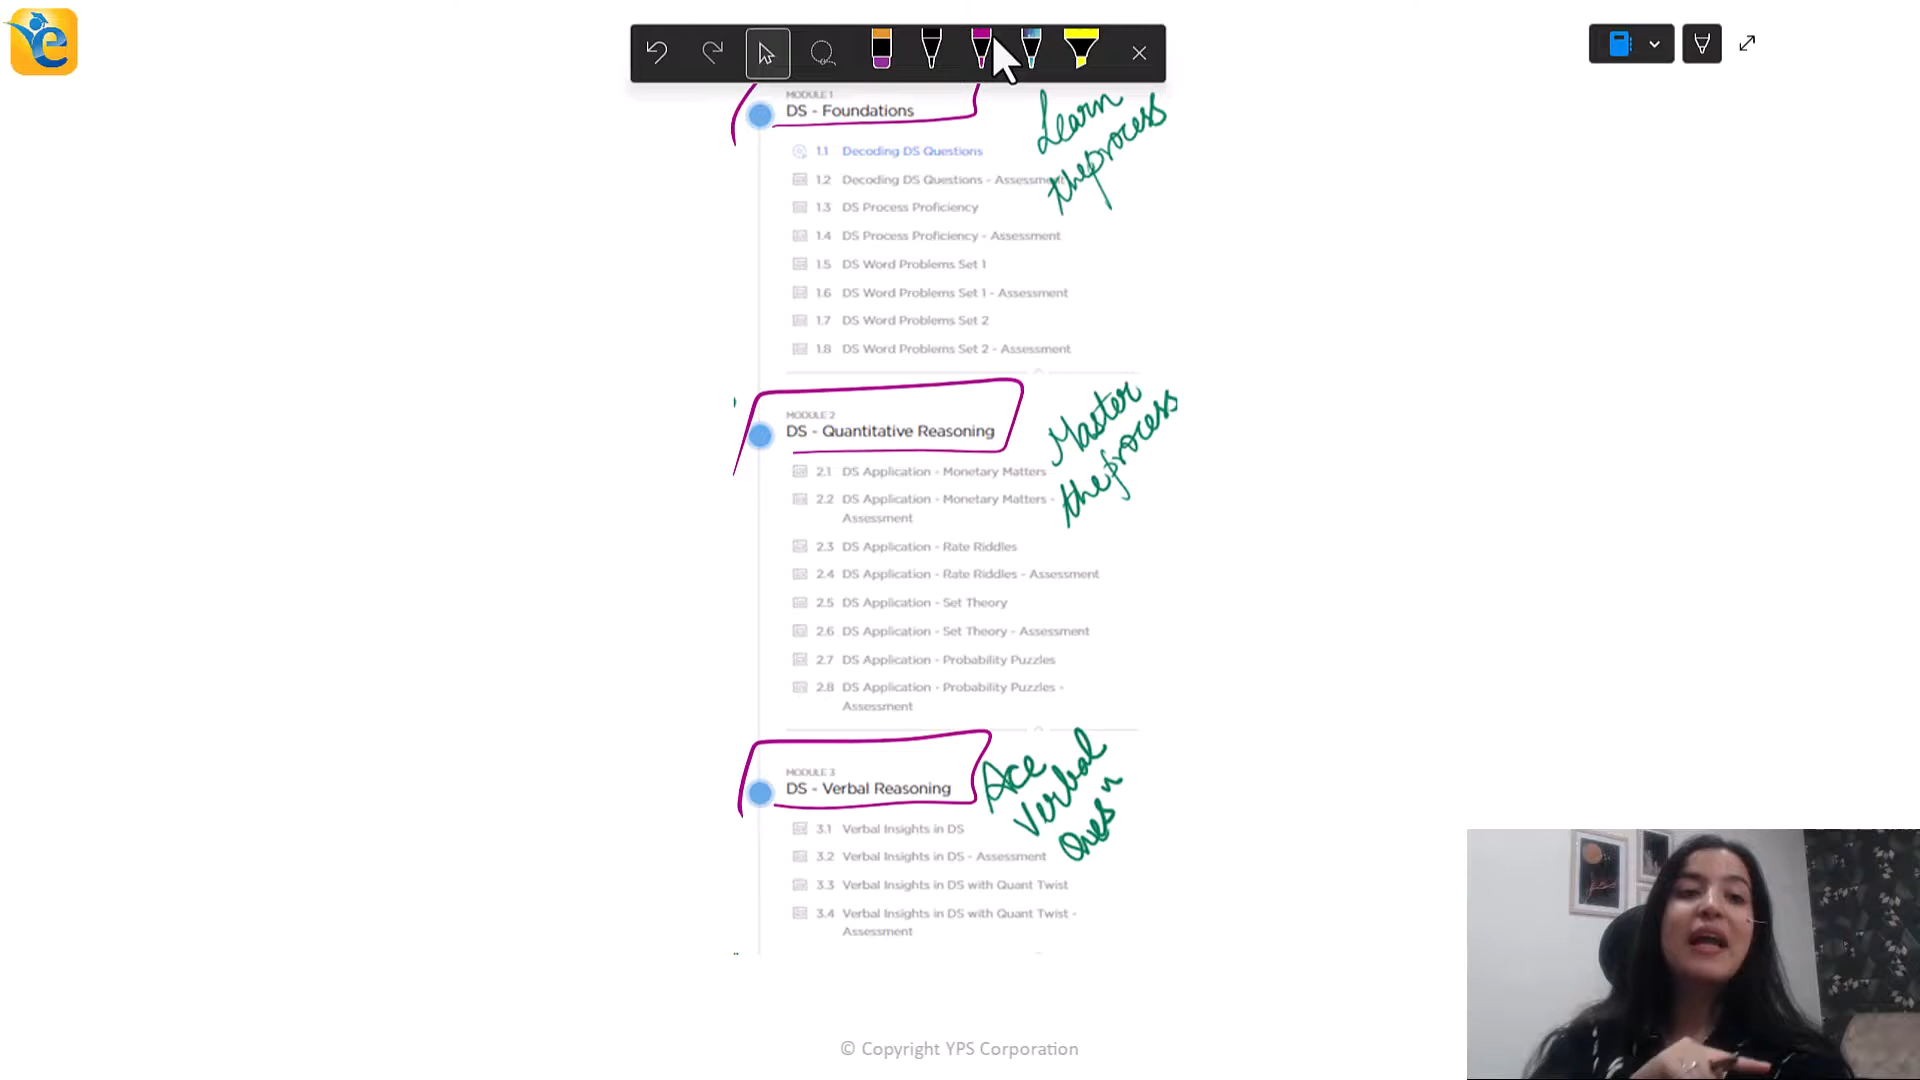 e
MODULE 1
DS - Foundations
Learn
the process
1.1 Decoding DS Questions
1.2 Decoding DS Questions - Assessment
1.3 DS Process Proficiency
1.4 DS Process Proficiency - Assessment
1.5 DS Word Problems Set 1
1.6 DS Word Problems Set 1 - Assessment
1.7 DS Word Problems Set 2
1.8 DS Word Problems Set 2 - Assessment
MODULE 2
DS - Quantitative Reasoning
Master
the process
2.1 DS Application - Monetary Matters
2.2 DS Application - Monetary Matters -
Assessment
2.3 DS Application - Rate Riddles
2.4 DS Application - Rate Riddles - Assessment
2.5 DS Application - Set Theory
2.6 DS Application - Set Theory - Assessment
2.7 DS Application - Probability Puzzles
2.8 DS Application - Probability Puzzles -
Assessment
MODULE 3
DS - Verbal Reasoning
Ace
Verbal
Ones
3.1 Verbal Insights in DS
3.2 Verbal Insights in DS - Assessment
3.3 Verbal Insights in DS with Quant Twist
3.4 Verbal Insights in DS with Quant Twist -
Assessment
© Copyright YPS Corporation